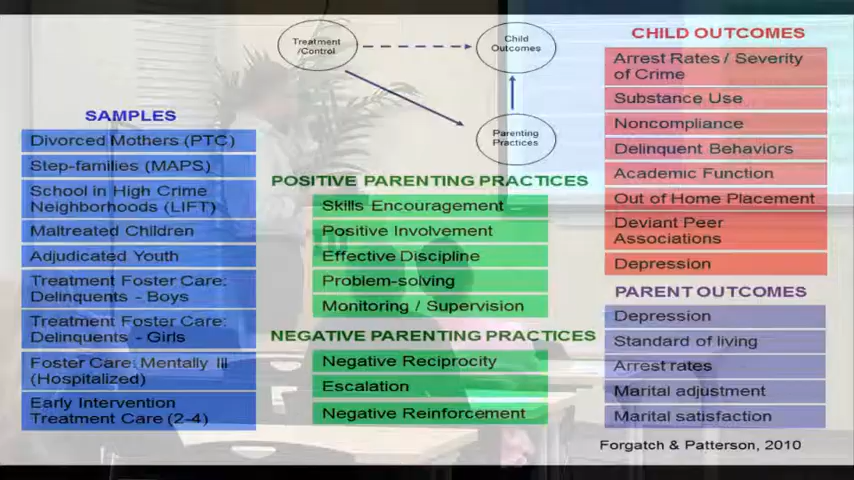 Treatment
/Control
Child
Outcomes
Parenting
Practices
SAMPLES
Divorced Mothers (PTC)
Step-families (MAPS)
School in High Crime
Neighborhoods (LIFT)
Maltreated Children
Adjudicated Youth
Treatment Foster Care:
Delinquents - Boys
Treatment Foster Care:
Delinquents - Girls
Foster Care: Mentally Ill
(Hospitalized)
Early Intervention
Treatment Care (2-4)
POSITIVE PARENTING PRACTICES
Skills Encouragement
Positive Involvement
Effective Discipline
Problem-solving
Monitoring / Supervision
NEGATIVE PARENTING PRACTICES
Negative Reciprocity
Escalation
Negative Reinforcement
CHILD OUTCOMES
Arrest Rates / Severity
of Crime
Substance Use
Noncompliance
Delinquent Behaviors
Academic Function
Out of Home Placement
Deviant Peer
Associations
Depression
PARENT OUTCOMES
Depression
Standard of living
Arrest rates
Marital adjustment
Marital satisfaction
Forgatch & Patterson, 2010